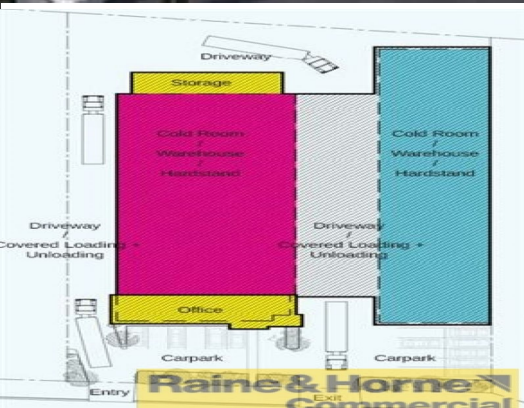 Driveway
Storage
Cold Room
/
Warehouse
/
Hardstand
Cold Room
/
Warehouse
/
Hardstand
Driveway
/
Covered Loading +
Unloading
Driveway
/
Covered Loading +
Unloading
Office
Carpark
Carpark
Entry
Exit
Raine & Horne
Commercial